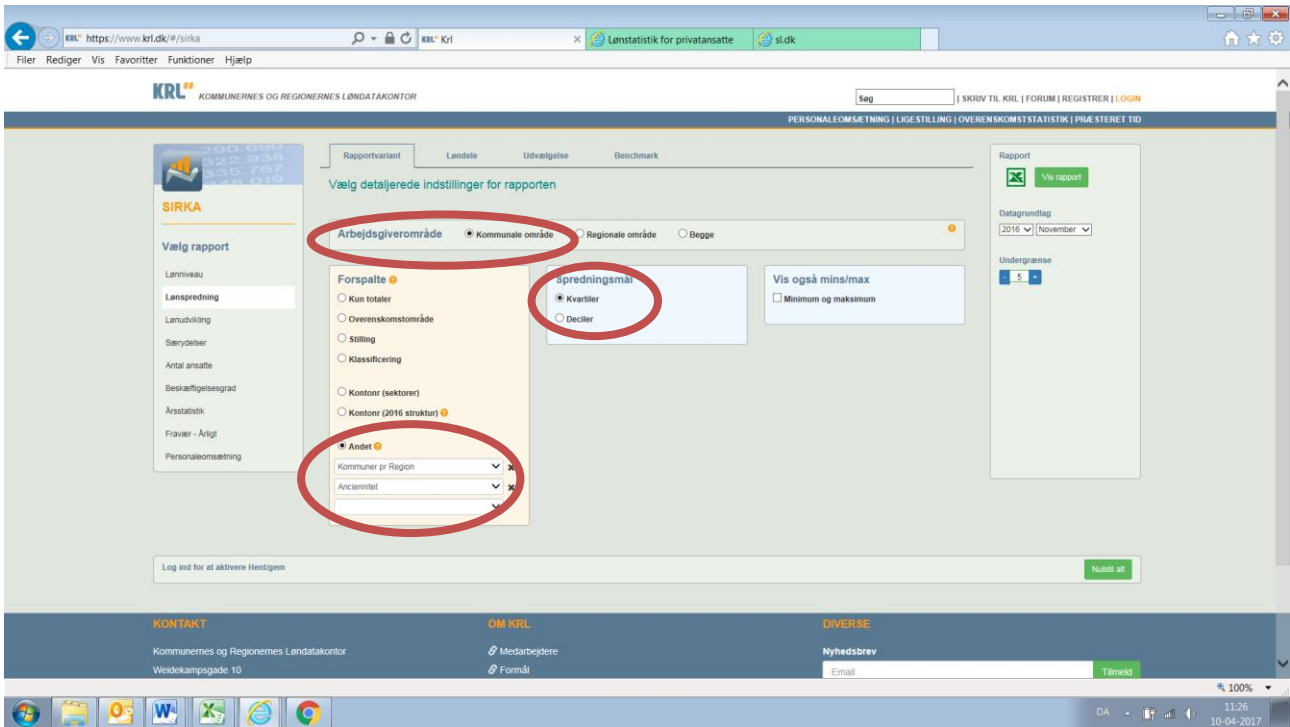 https://www.krl.dk/#/sirka
KRL Krl
Lønstatistik for privatansatte
sl.dk
Filer Rediger Vis Favoritter Funktioner Hjælp
KRL KOMMUNERNES OG REGIONERNES LØNDATAKONTOR
Søg | SKRIV TIL KRL | FORUM | REGISTRER | LOGIN
PERSONALEOMSÆTNING | LIGESTILLING | OVERENSKOMSTSTATISTIK | PRÆSTERET TID
SIRKA
Vælg rapport
Lønniveau
Lønspredning
Lønudvikling
Særydelser
Antal ansatte
Beskæftigelsesgrad
Årsstatistik
Fravær - Årligt
Personaleomsætning
Rapportvariant Løndele Udvælgelse Benchmark
Vælg detaljerede indstillinger for rapporten
Arbejdsgiverområde Kommunale område Regionale område Begge
Forspalte
Kun totaler
Overenskomstområde
Stilling
Klassificering
Kontonr (sektorer)
Kontonr (2016 struktur)
Andet
Kommuner pr Region
Anciennitet
Spredningsmål
Kvartiler
Deciler
Vis også mins/max
Minimum og maksimum
Rapport
Vis rapport
Datagrundlag
2016 November
Undergrænse
- 5 +
Log ind for at aktivere Hent/gem
Nulstil alt
KONTAKT
Kommunernes og Regionernes Løndatakontor
Weidekampsgade 10
OM KRL
Medarbejdere
Formål
DIVERSE
Nyhedsbrev
Email
Tilmeld
100%
DA
11:26
10-04-2017